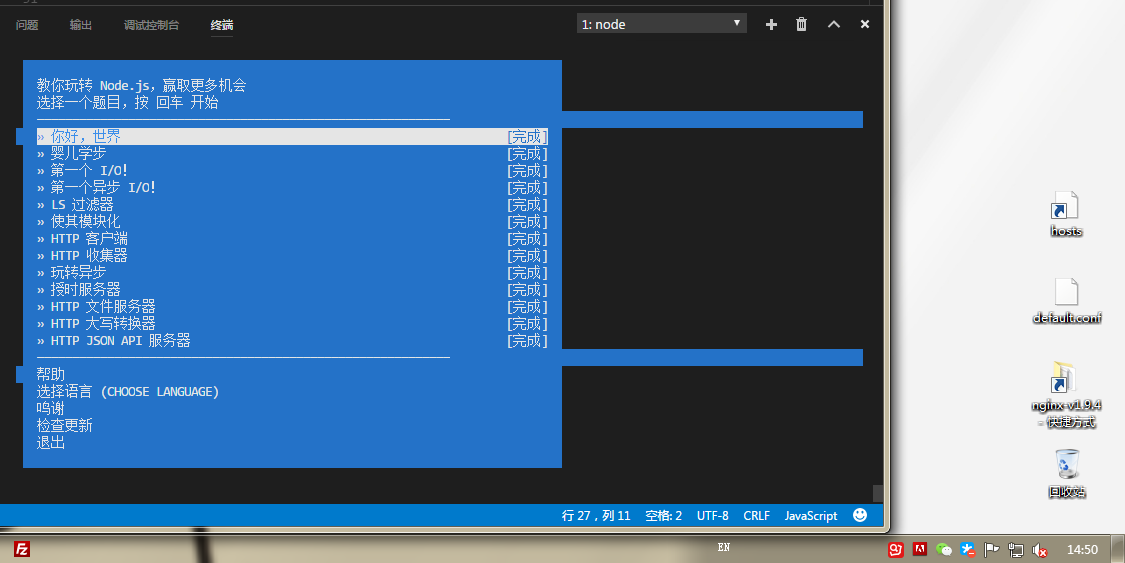 问题 输出 调试控制台 终端 1: node
教你玩转 Node.js，赢取更多机会
选择一个题目，按 回车 开始
» 你好，世界 [完成]
» 婴儿学步 [完成]
» 第一个 I/O! [完成]
» 第一个异步 I/O! [完成]
» LS 过滤器 [完成]
» 使其模块化 [完成]
» HTTP 客户端 [完成]
» HTTP 收集器 [完成]
» 玩转异步 [完成]
» 授时服务器 [完成]
» HTTP 文件服务器 [完成]
» HTTP 大写转换器 [完成]
» HTTP JSON API 服务器 [完成]
帮助
选择语言 (CHOOSE LANGUAGE)
鸣谢
检查更新
退出
行 27，列 11 空格: 2 UTF-8 CRLF JavaScript
hosts
default.conf
nginx-v1.9.4
- 快捷方式
回收站
EN
14:50